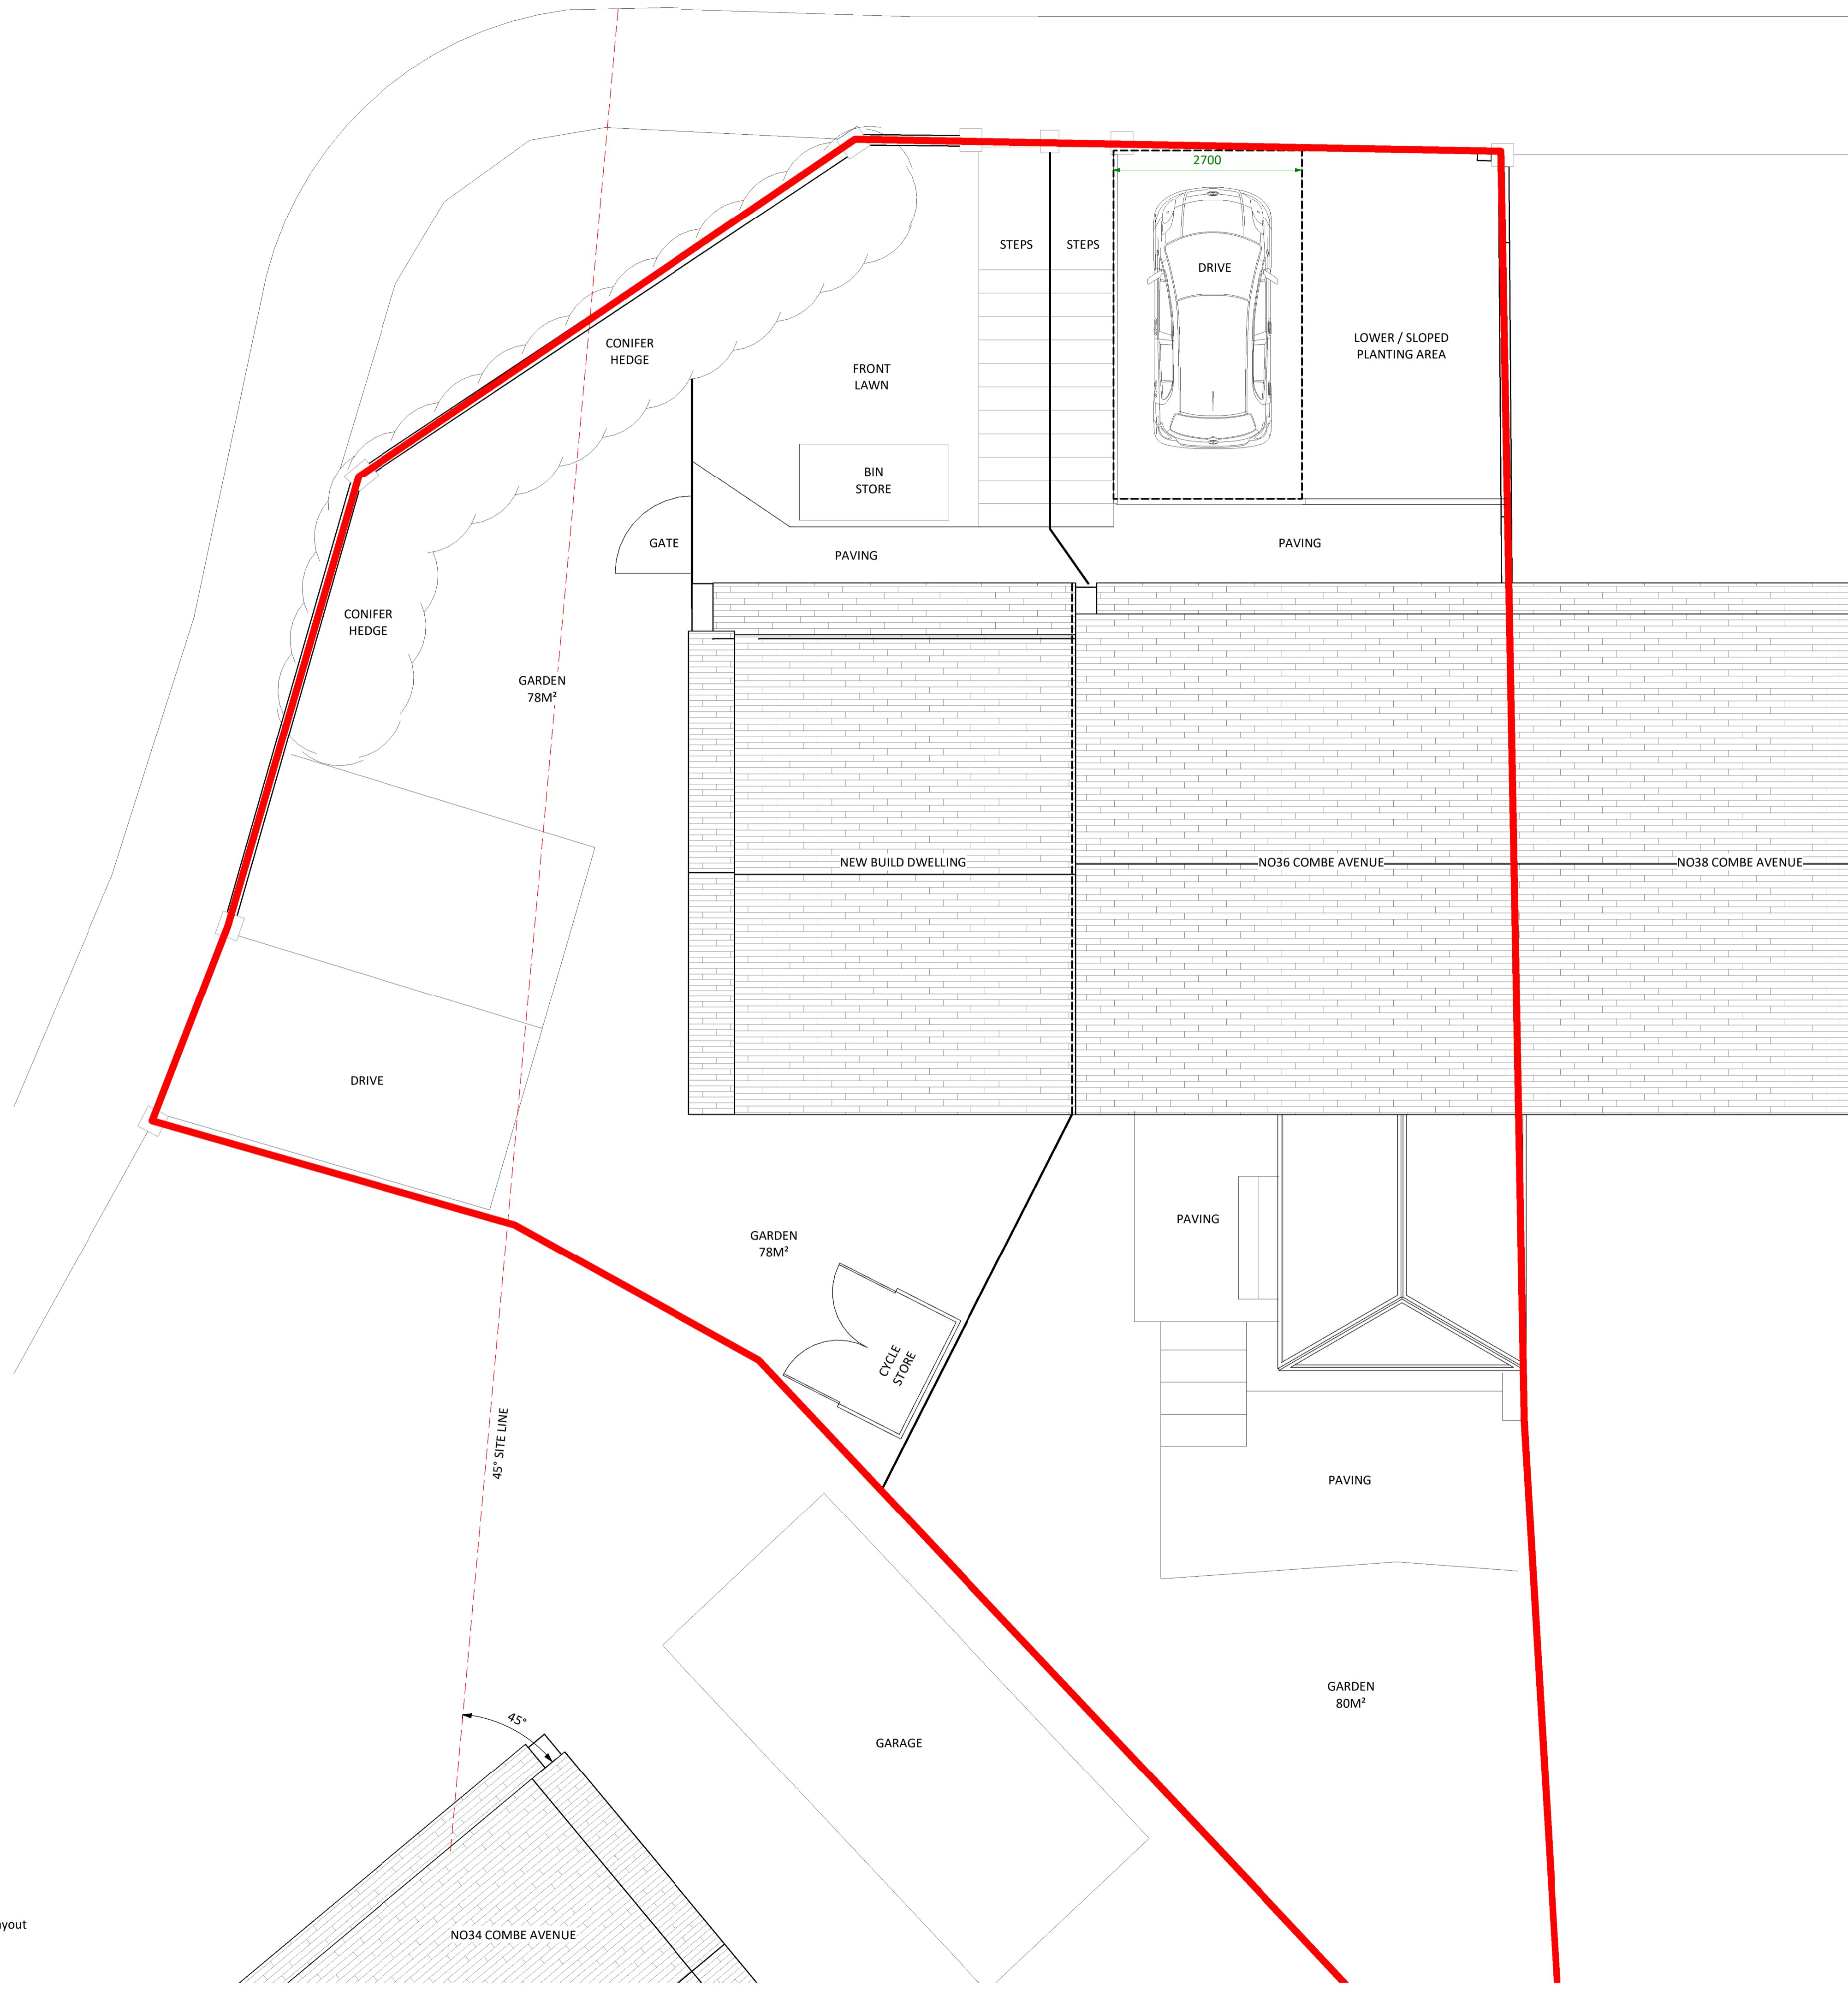 2700
STEPS
STEPS
DRIVE
CONIFER
HEDGE
LOWER / SLOPED
PLANTING AREA
FRONT
LAWN
BIN
STORE
GATE
PAVING
PAVING
CONIFER
HEDGE
GARDEN
78M²
NEW BUILD DWELLING
NO36 COMBE AVENUE
NO38 COMBE AVENUE
DRIVE
PAVING
GARDEN
78M²
CYCLE
STORE
45° SITE LINE
PAVING
GARDEN
80M²
45°
GARAGE
yout
NO34 COMBE AVENUE